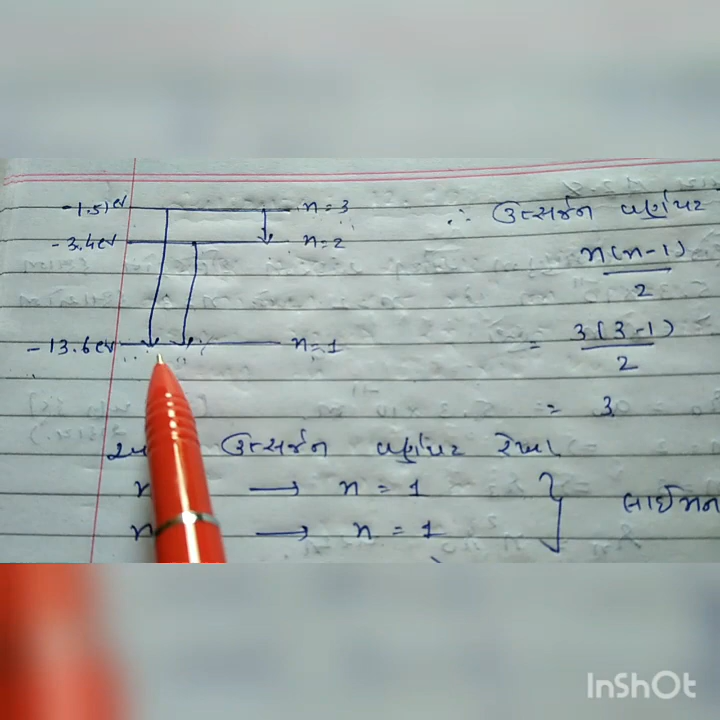 -1.51ev n=3
-3.4ev n=2
-13.6ev n=1
∴ ઉત્સર્જન વર્ણપટ
n(n-1)
2
= 3(3-1)
2
= 3
ઉત્સર્જન વર્ણપટ રેખા
n → n = 1
n → n = 1
લાઈમન
InShOt